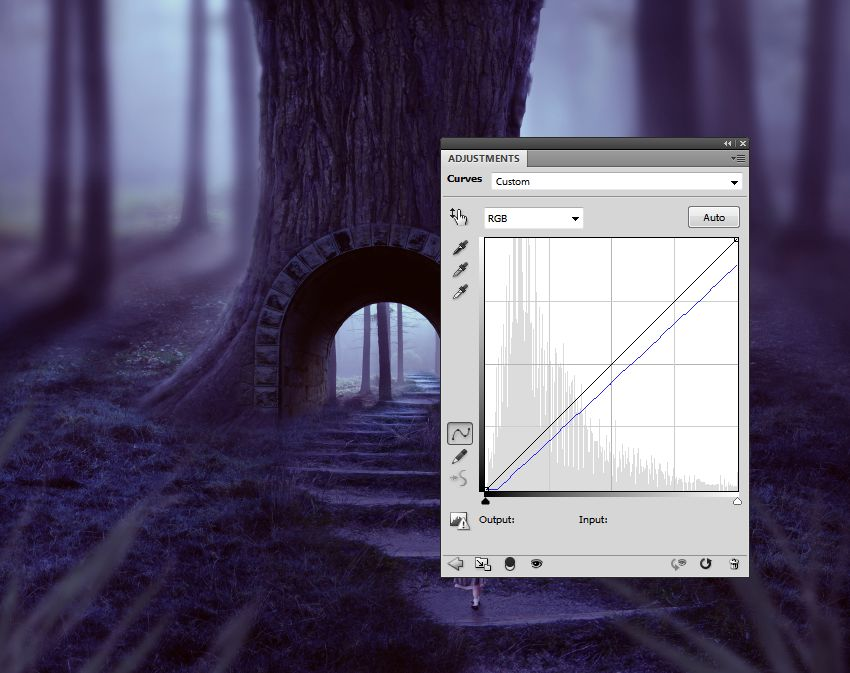 ADJUSTMENTS
Curves Custom
RGB Auto
Output: Input: